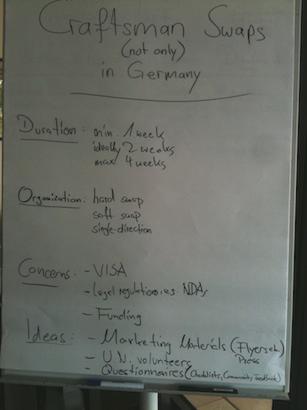 Craftsman Swaps
(not only)
in Germany
Duration: min. 1 week
ideally 2 weeks
max 4 weeks
Organization: hard swap
soft swap
single-direction
Concerns: - VISA
- legal regulations NDAs
- Funding
Ideas: - Marketing Materials (Flyers
Press
- U.N. volunteers
- Questionnaires (Checklists, Community Feedback)